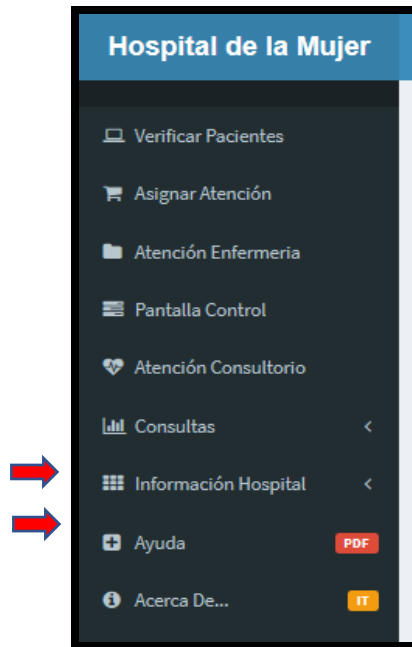 Hospital de la Mujer
Verificar Pacientes
Asignar Atención
Atención Enfermeria
Pantalla Control
Atención Consultorio
Consultas
Información Hospital
Ayuda PDF
Acerca De... IT